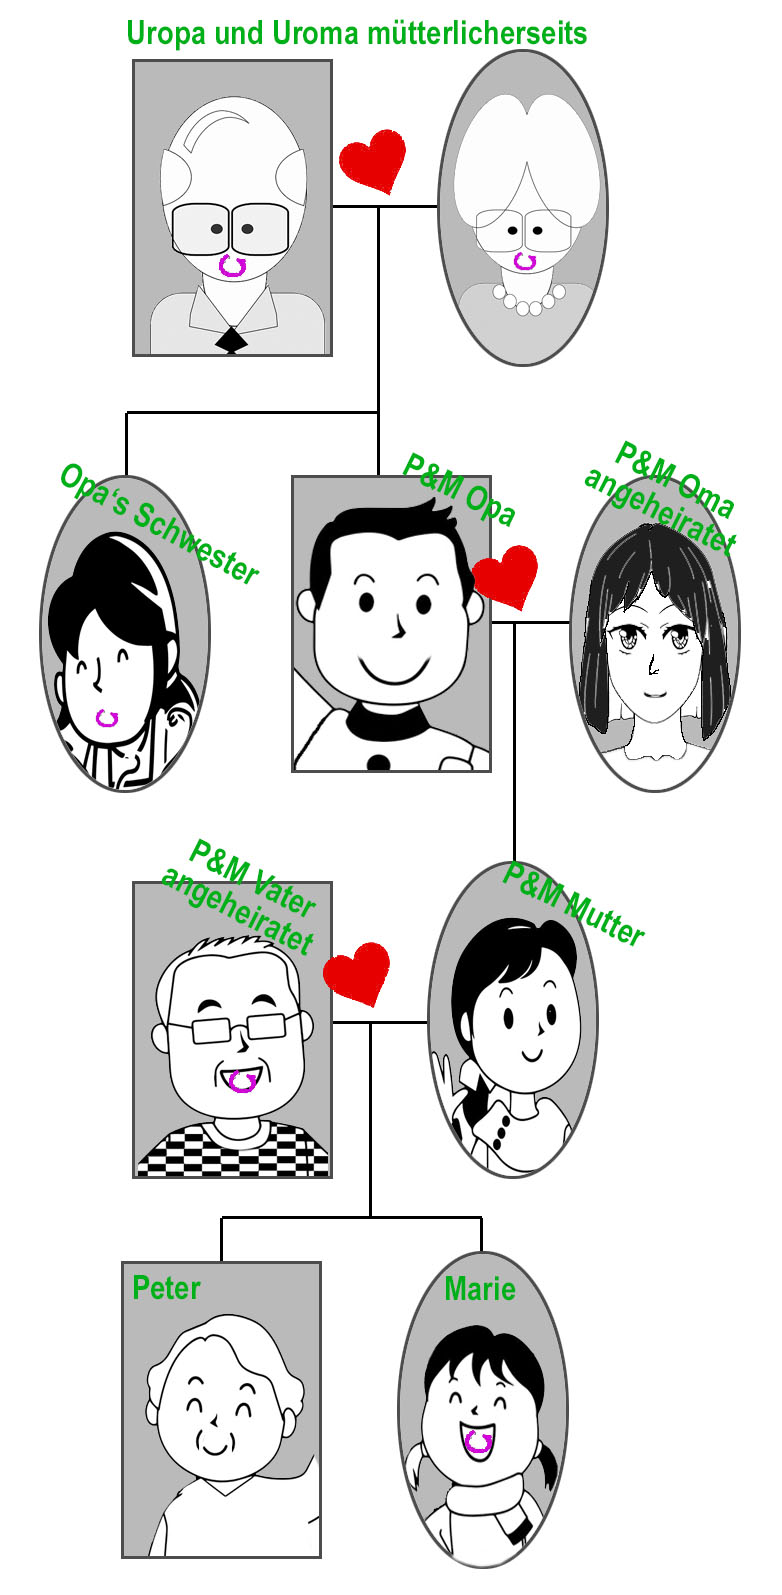 Uropa und Uroma mütterlicherseits
Opa‘s Schwester
P&M Opa
P&M Oma
angeheiratet
P&M Vater
angeheiratet
P&M Mutter
Peter
Marie